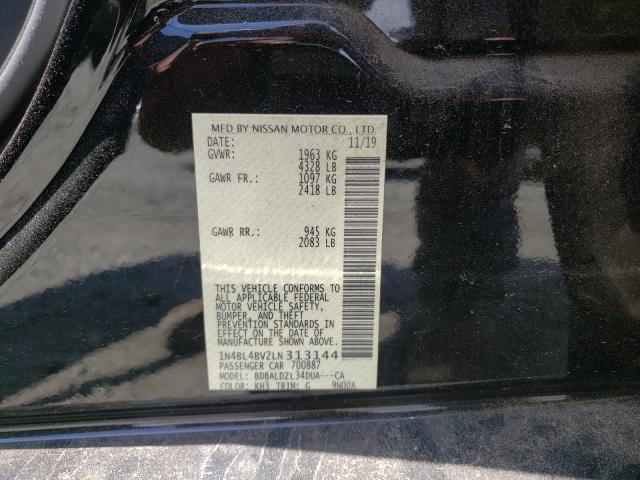 MFD BY NISSAN MOTOR CO., LTD.
DATE: 11/19
GVWR: 1963 KG
4328 LB
GAWR FR.: 1097 KG
2418 LB
GAWR RR.: 945 KG
2083 LB
THIS VEHICLE CONFORMS TO
ALL APPLICABLE FEDERAL
MOTOR VEHICLE SAFETY,
BUMPER, AND THEFT
PREVENTION STANDARDS IN
EFFECT ON THE DATE OF
MANUFACTURE SHOWN ABOVE.
1N4BL4BV2LN313144
PASSENGER CAR 700887
MODEL: BDBALDZL34DUA---CA
COLOR: KH3 TRIM: G 9N00A